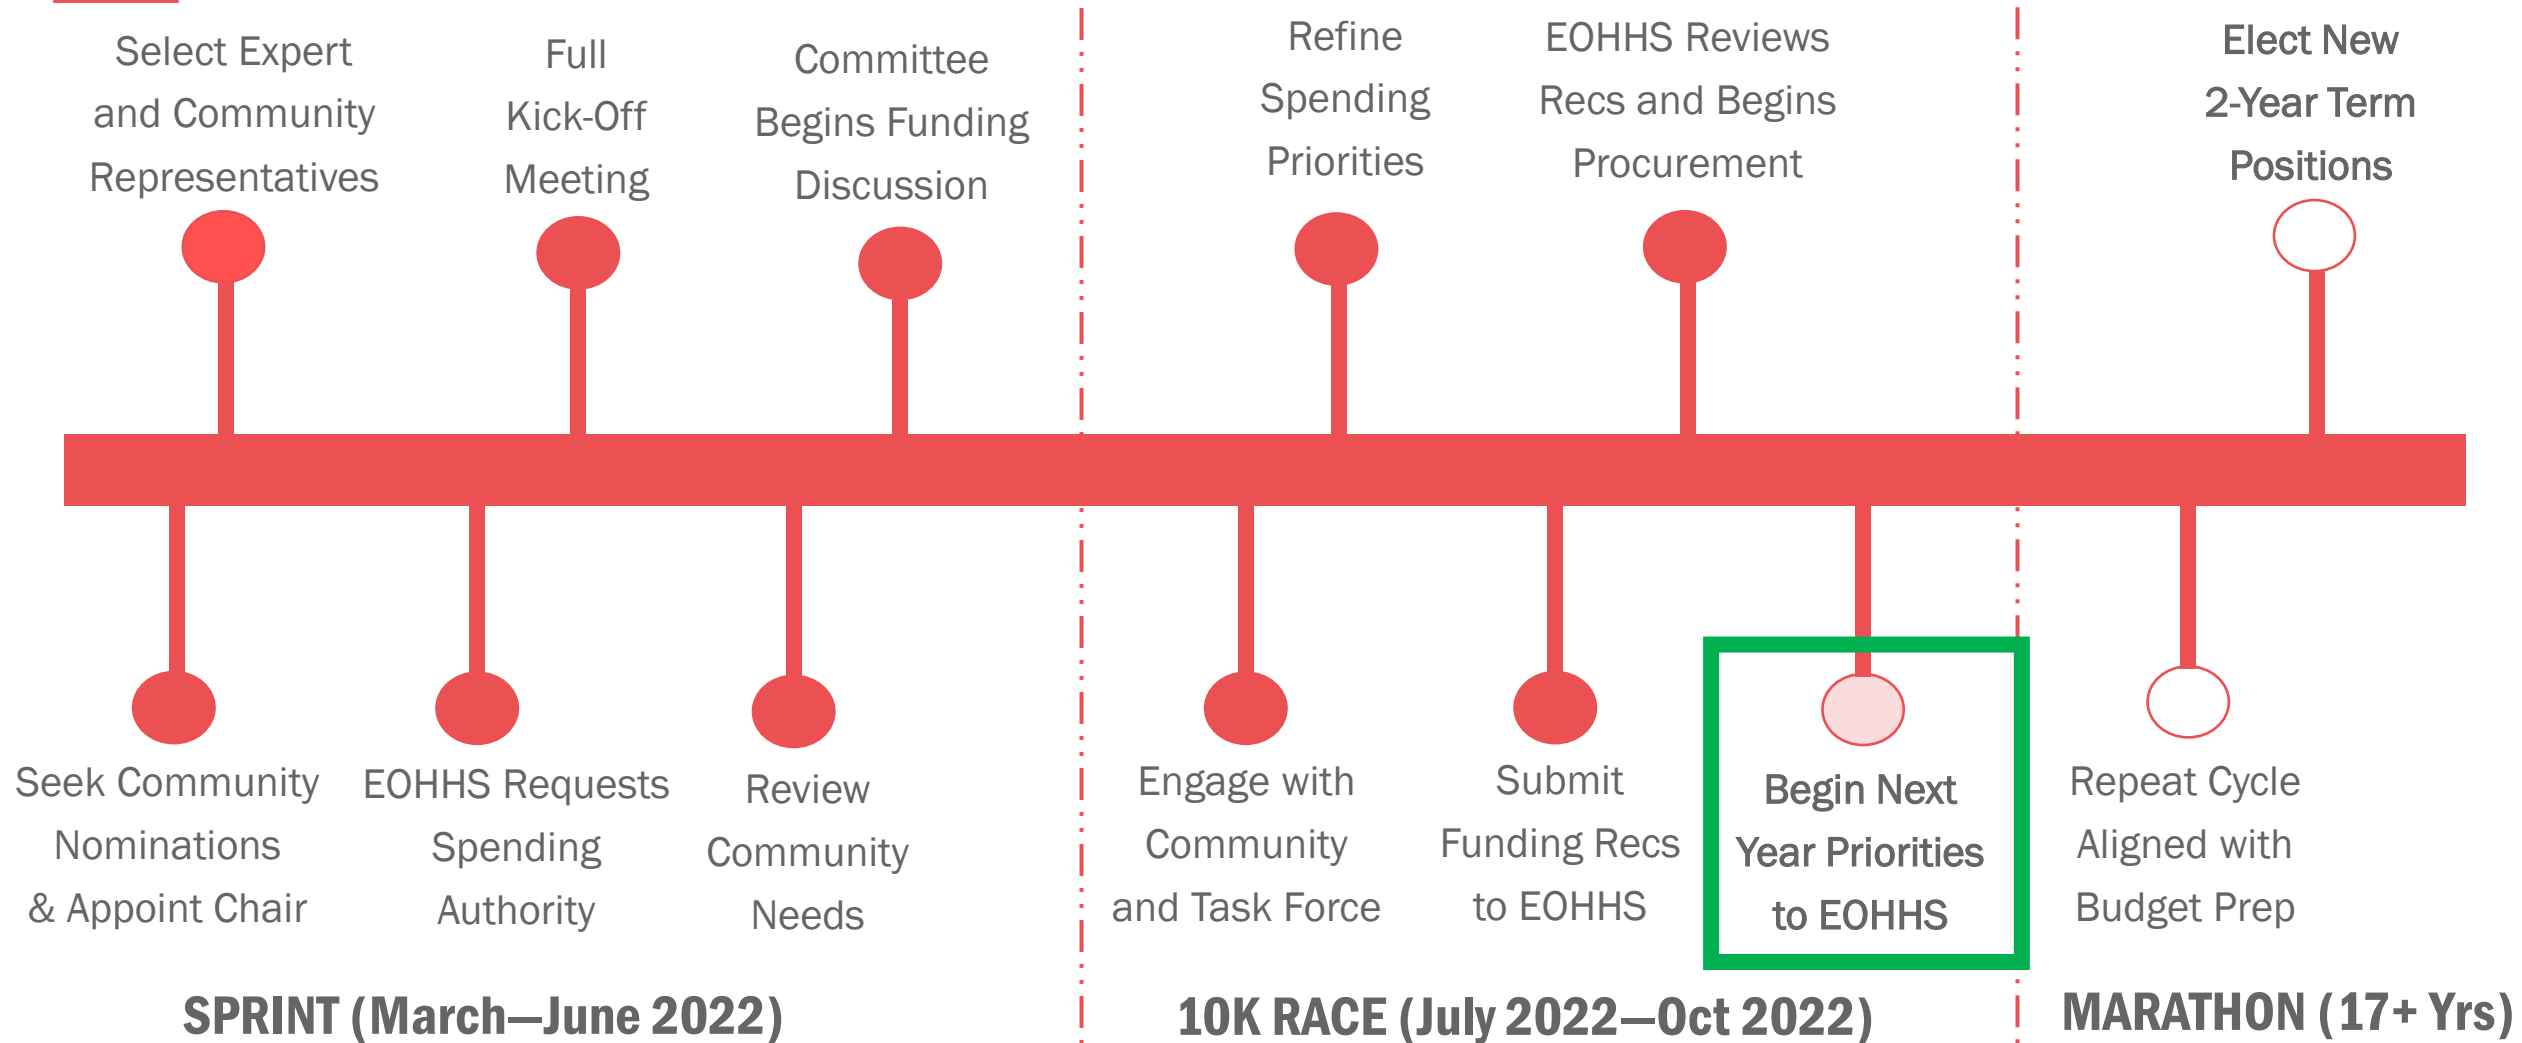 Select Expert
and Community
Representatives
Full
Kick-Off
Meeting
Committee
Begins Funding
Discussion
Refine
Spending
Priorities
EOHHS Reviews
Recs and Begins
Procurement
Elect New
2-Year Term
Positions
Seek Community
Nominations
& Appoint Chair
EOHHS Requests
Spending
Authority
Review
Community
Needs
Engage with
Community
and Task Force
Submit
Funding Recs
to EOHHS
Begin Next
Year Priorities
to EOHHS
Repeat Cycle
Aligned with
Budget Prep
SPRINT (March—June 2022)
10K RACE (July 2022—Oct 2022)
MARATHON (17+ Yrs)